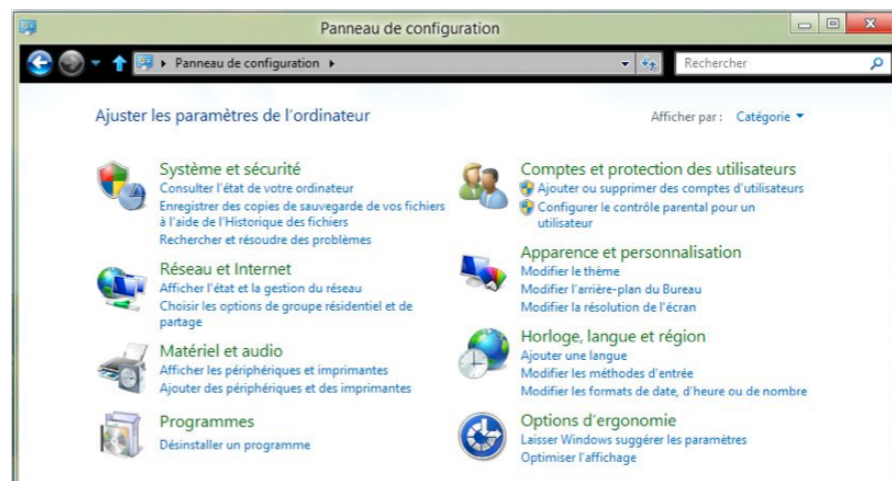 Panneau de configuration
Panneau de configuration
Rechercher
Ajuster les paramètres de l'ordinateur
Afficher par : Catégorie
Système et sécurité
Consulter l'état de votre ordinateur
Enregistrer des copies de sauvegarde de vos fichiers
à l'aide de l'Historique des fichiers
Rechercher et résoudre des problèmes
Réseau et Internet
Afficher l'état et la gestion du réseau
Choisir les options de groupe résidentiel et de
partage
Matériel et audio
Afficher les périphériques et imprimantes
Ajouter des périphériques et des imprimantes
Programmes
Désinstaller un programme
Comptes et protection des utilisateurs
Ajouter ou supprimer des comptes d'utilisateurs
Configurer le contrôle parental pour un
utilisateur
Apparence et personnalisation
Modifier le thème
Modifier l'arrière-plan du Bureau
Modifier la résolution de l'écran
Horloge, langue et région
Ajouter une langue
Modifier les méthodes d'entrée
Modifier les formats de date, d'heure ou de nombre
Options d'ergonomie
Laisser Windows suggérer les paramètres
Optimiser l'affichage